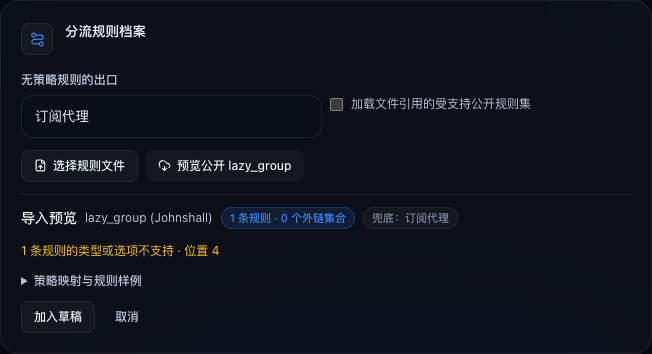 分流规则档案
无策略规则的出口
订阅代理
加载文件引用的受支持公开规则集
选择规则文件
预览公开 lazy_group
导入预览 lazy_group (Johnshall) 1 条规则 · 0 个外链集合 兜底：订阅代理
1 条规则的类型或选项不支持 · 位置 4
策略映射与规则样例
加入草稿
取消